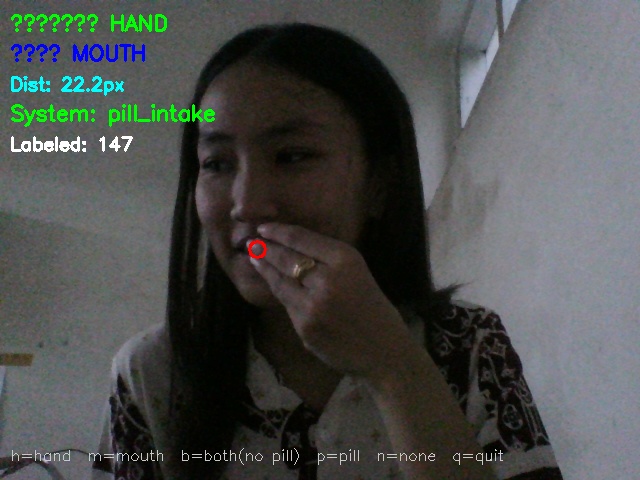 ??????? HAND
???? MOUTH
Dist: 22.2px
System: pill_intake
Labeled: 147
h=hand m=mouth b=both(no pill) p=pill n=none q=quit